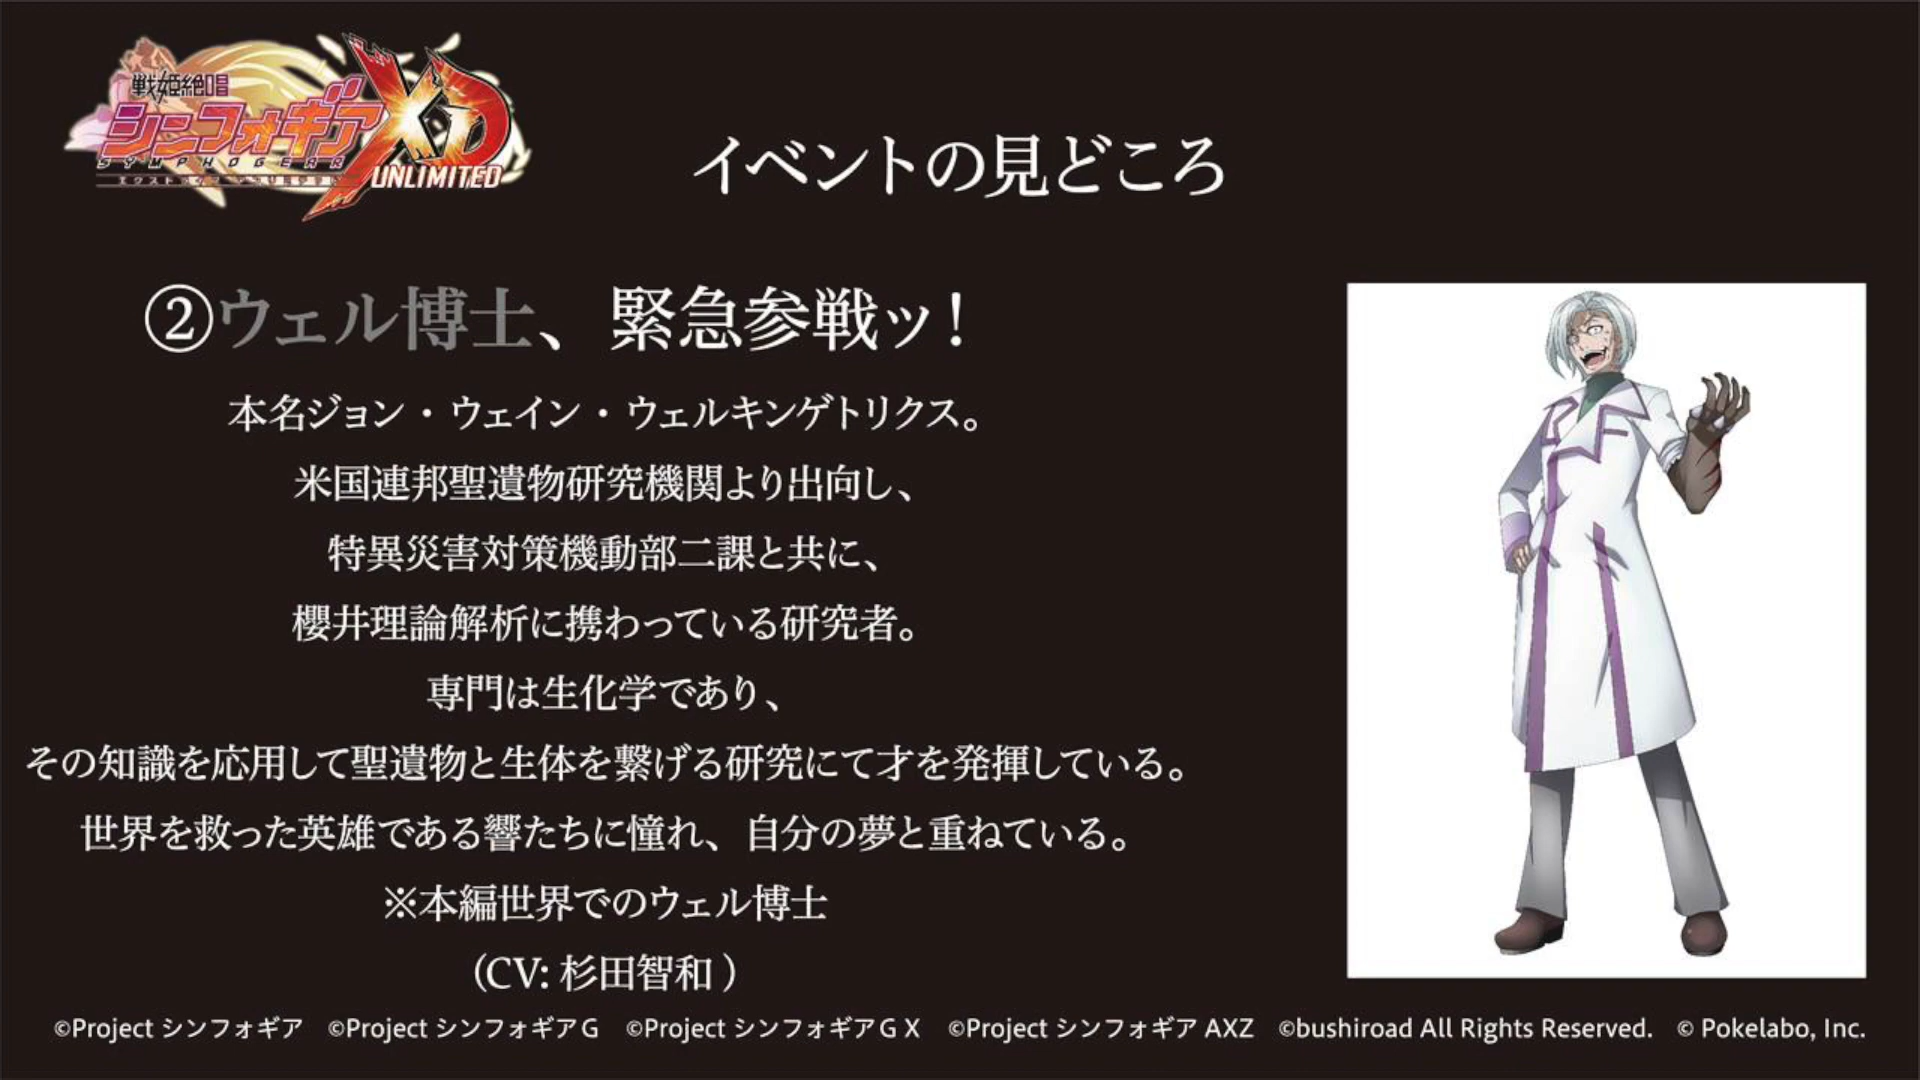 戦姫絶唱
シンフォギアXD
SYMPHOGEAR
UNLIMITED
イベントの見どころ
②ウェル博士、緊急参戦ッ!
本名ジョン・ウェイン・ウェルキンゲトリクス。
米国連邦聖遺物研究機関より出向し、
特異災害対策機動部二課と共に、
櫻井理論解析に携わっている研究者。
専門は生化学であり、
その知識を応用して聖遺物と生体を繋げる研究にて才を発揮している。
世界を救った英雄である響たちに憧れ、自分の夢と重ねている。
※本編世界でのウェル博士
(CV: 杉田智和 )
©Project シンフォギア ©Project シンフォギアG ©Project シンフォギアG X ©Project シンフォギア AXZ ©bushiroad All Rights Reserved. © Pokelabo, Inc.